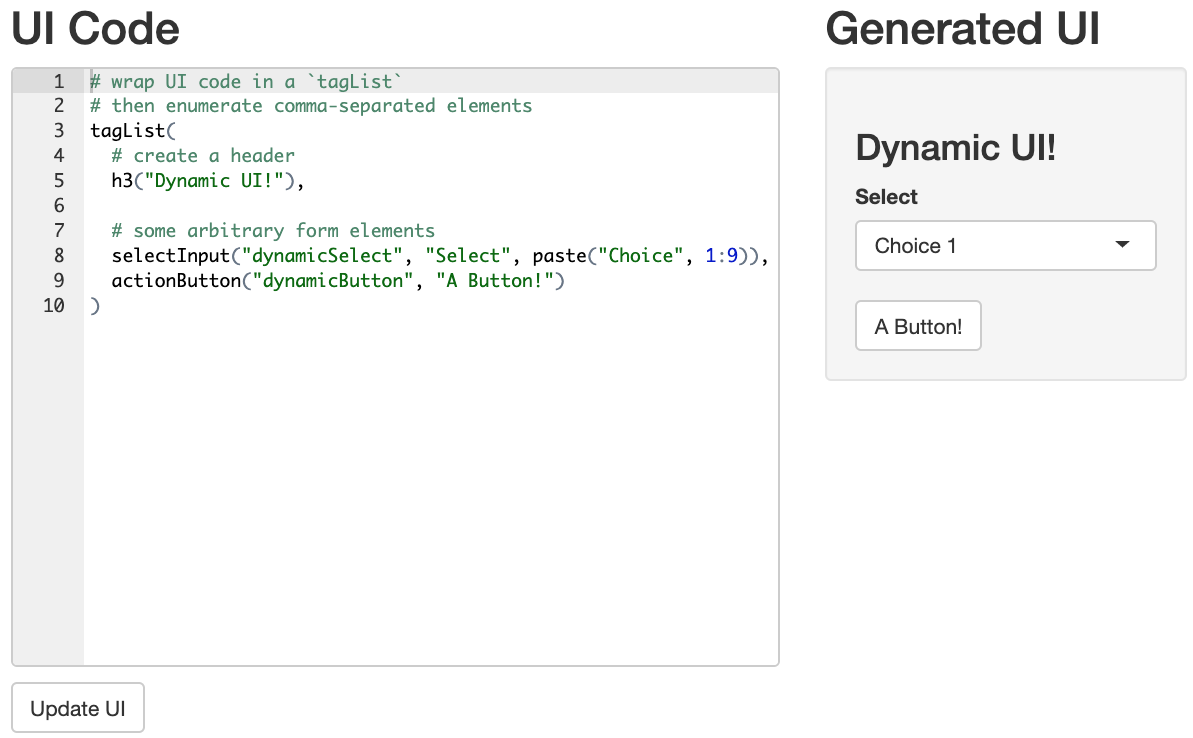 UI Code
1 # wrap UI code in a `tagList`
2 # then enumerate comma-separated elements
3 tagList(
4   # create a header
5   h3("Dynamic UI!"),
6
7   # some arbitrary form elements
8   selectInput("dynamicSelect", "Select", paste("Choice", 1:9)),
9   actionButton("dynamicButton", "A Button!")
10 )
Update UI
Generated UI
Dynamic UI!
Select
Choice 1
A Button!